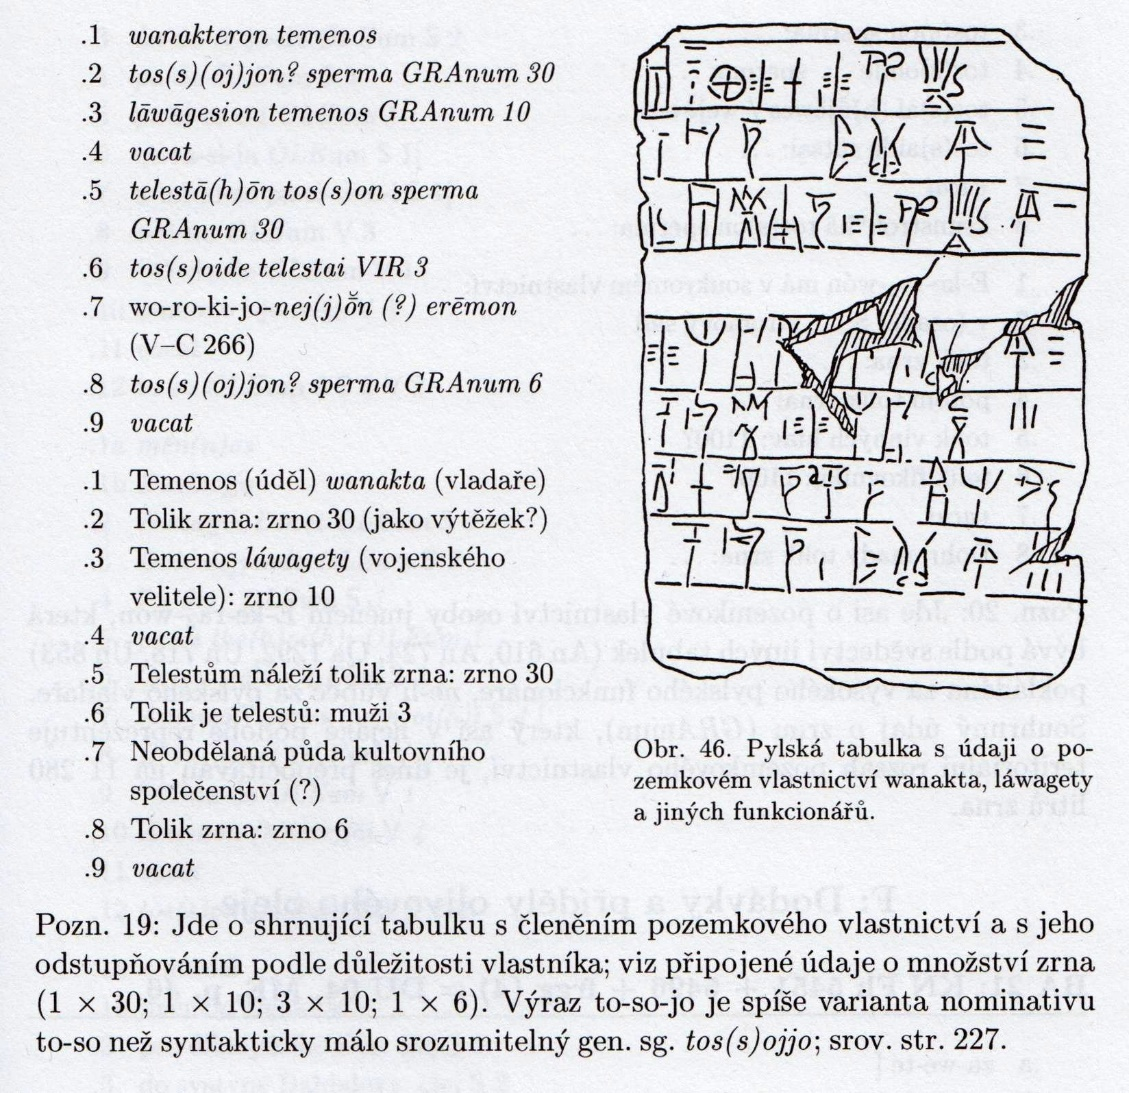 .1 wanakteron temenos
.2 tos(s)(oj)jon? sperma GRAnum 30
.3 lāwāgesion temenos GRAnum 10
.4 vacat
.5 telestā(h)ōn tos(s)on sperma
GRAnum 30
.6 tos(s)oide telestai VIR 3
.7 wo-ro-ki-jo-nej(j)ōn (?) erēmon
(V–C 266)
.8 tos(s)(oj)jon? sperma GRAnum 6
.9 vacat
.1 Temenos (úděl) wanakta (vladaře)
.2 Tolik zrna: zrno 30 (jako výtěžek?)
.3 Temenos láwagety (vojenského
velitele): zrno 10
.4 vacat
.5 Telestům náleží tolik zrna: zrno 30
.6 Tolik je telestů: muži 3
7 Neobdělaná půda kultovního
společenství (?)
.8 Tolik zrna: zrno 6
.9 vacat
Obr. 46. Pylská tabulka s údaji o po-
zemkovém vlastnictví wanakta, láwagety
a jiných funkcionářů.
Pozn. 19: Jde o shrnující tabulku s členěním pozemkového vlastnictví a s jeho
odstupňováním podle důležitosti vlastníka; viz připojené údaje o množství zrna
(1 × 30; 1 × 10; 3 × 10; 1 × 6). Výraz to-so-jo je spíše varianta nominativu
to-so než syntakticky málo srozumitelný gen. sg. tos(s)ojjo; srov. str. 227.